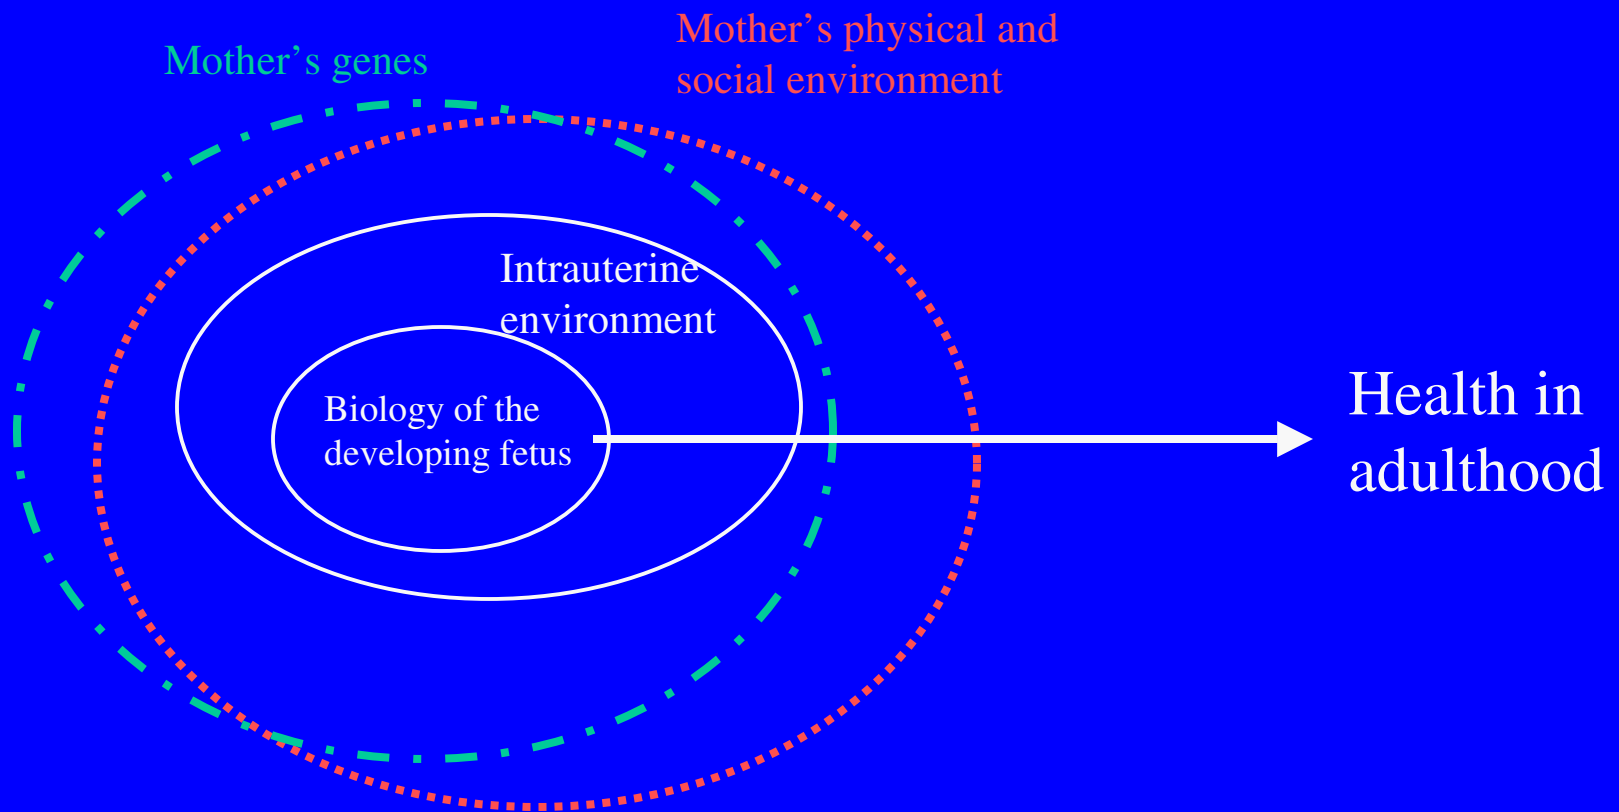 Mother’s genes
Mother’s physical and
social environment
Intrauterine
environment
Biology of the
developing fetus
Health in
adulthood